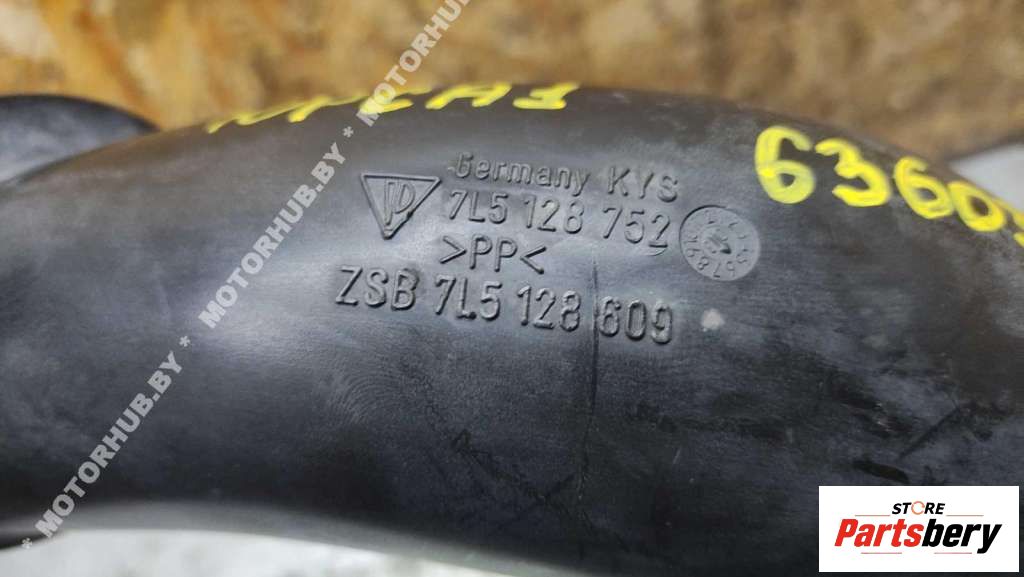 Germany KYS
7L5 128 752
>PP<
ZSB 7L5 128 609
* MOTORHUB.BY * MOTORHUB.BY * MOTORHUB.BY *
STORE
Partsbery